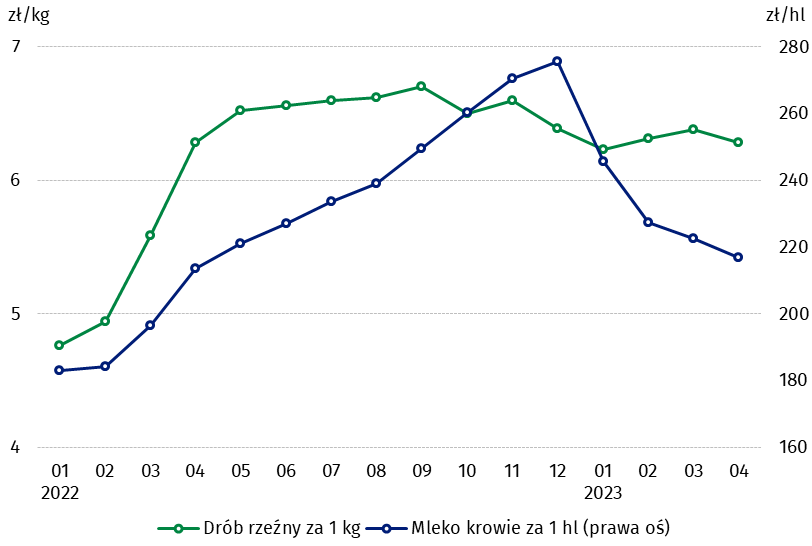 zł/kg zł/hl
7 280
260
6 240
220
5 200
180
4 160
01 02 03 04 05 06 07 08 09 10 11 12 01 02 03 04
2022 2023
Drób rzeźny za 1 kg Mleko krowie za 1 hl (prawa oś)